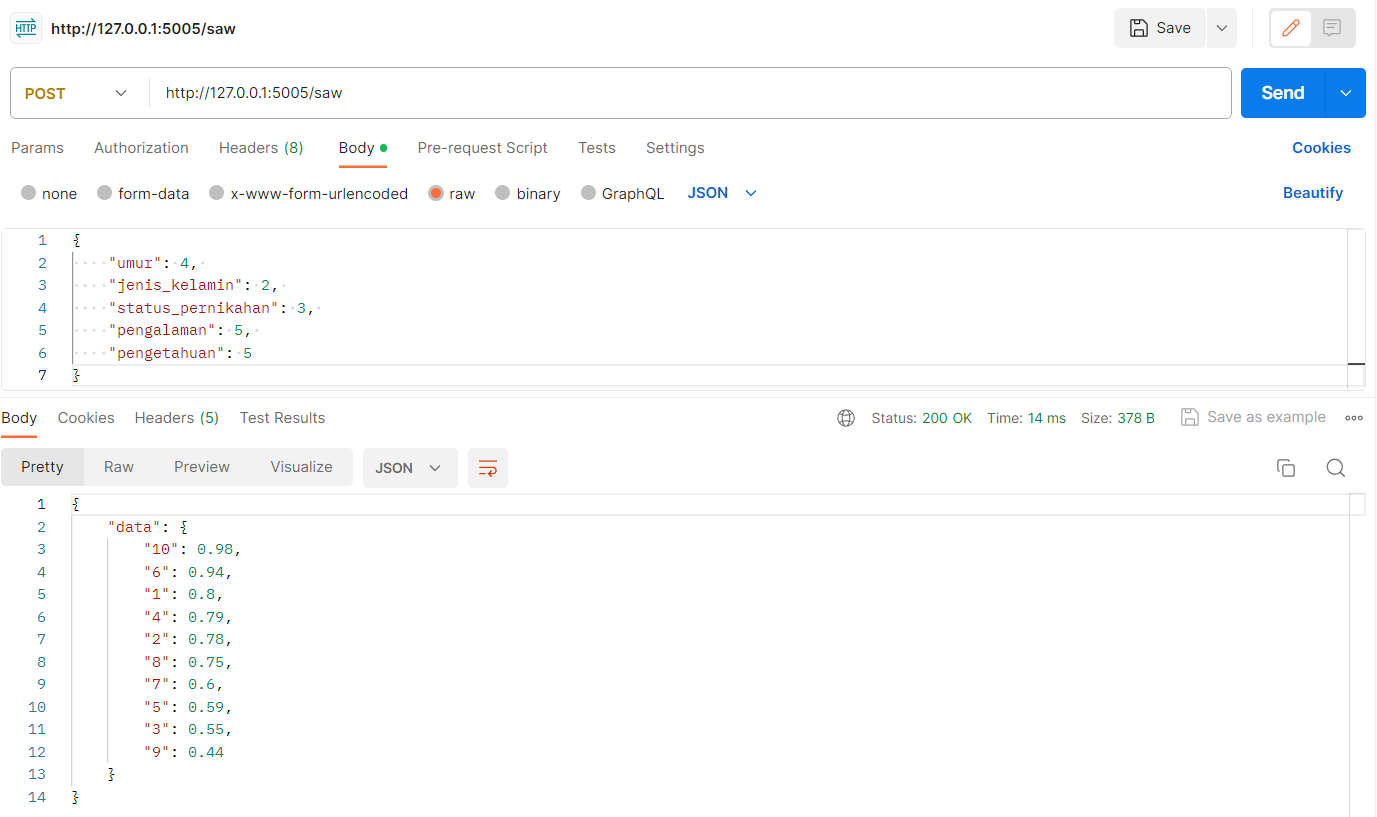 HTTP http://127.0.0.1:5005/saw Save
POST http://127.0.0.1:5005/saw Send
Params Authorization Headers (8) Body Pre-request Script Tests Settings Cookies
none form-data x-www-form-urlencoded raw binary GraphQL JSON Beautify
1 {
2 "umur": 4,
3 "jenis_kelamin": 2,
4 "status_pernikahan": 3,
5 "pengalaman": 5,
6 "pengetahuan": 5
7 }
Body Cookies Headers (5) Test Results Status: 200 OK Time: 14 ms Size: 378 B Save as example
Pretty Raw Preview Visualize JSON
1 {
2 "data": {
3 "10": 0.98,
4 "6": 0.94,
5 "1": 0.8,
6 "4": 0.79,
7 "2": 0.78,
8 "8": 0.75,
9 "7": 0.6,
10 "5": 0.59,
11 "3": 0.55,
12 "9": 0.44
13 }
14 }